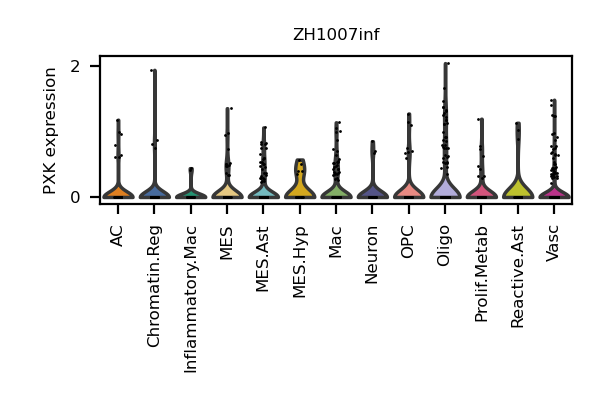 ZH1007inf
PXK expression
2
0
AC
Chromatin.Reg
Inflammatory.Mac
MES
MES.Ast
MES.Hyp
Mac
Neuron
OPC
Oligo
Prolif.Metab
Reactive.Ast
Vasc